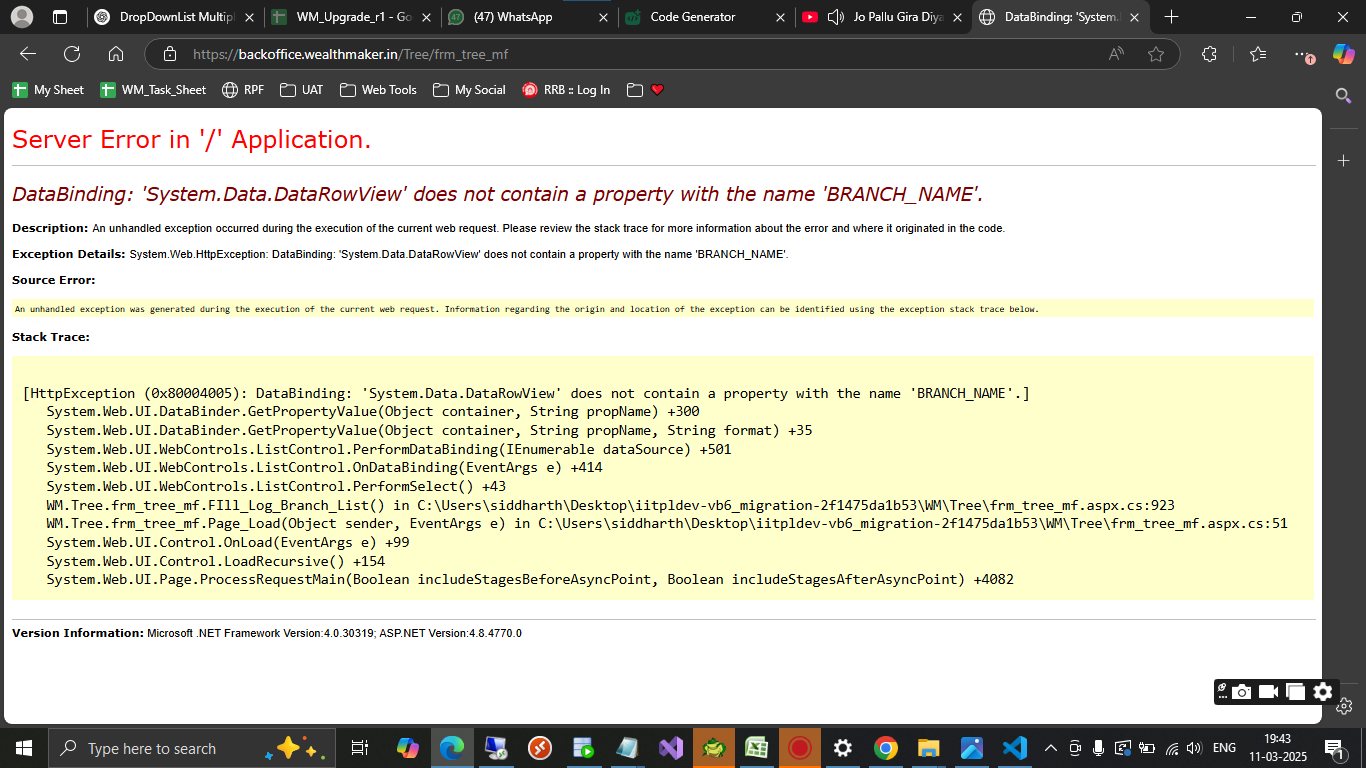 DropDownList Multipl
WM_Upgrade_r1 - Go
(47) WhatsApp
Code Generator
Jo Pallu Gira Diya
DataBinding: 'System.
https://backoffice.wealthmaker.in/Tree/frm_tree_mf
My Sheet
WM_Task_Sheet
RPF
UAT
Web Tools
My Social
RRB :: Log In
Server Error in '/' Application.
DataBinding: 'System.Data.DataRowView' does not contain a property with the name 'BRANCH_NAME'.
Description: An unhandled exception occurred during the execution of the current web request. Please review the stack trace for more information about the error and where it originated in the code.
Exception Details: System.Web.HttpException: DataBinding: 'System.Data.DataRowView' does not contain a property with the name 'BRANCH_NAME'.
Source Error:
An unhandled exception was generated during the execution of the current web request. Information regarding the origin and location of the exception can be identified using the exception stack trace below.
Stack Trace:
[HttpException (0x80004005): DataBinding: 'System.Data.DataRowView' does not contain a property with the name 'BRANCH_NAME'.]
System.Web.UI.DataBinder.GetPropertyValue(Object container, String propName) +300
System.Web.UI.DataBinder.GetPropertyValue(Object container, String propName, String format) +35
System.Web.UI.WebControls.ListControl.PerformDataBinding(IEnumerable dataSource) +501
System.Web.UI.WebControls.ListControl.OnDataBinding(EventArgs e) +414
System.Web.UI.WebControls.ListControl.PerformSelect() +43
WM.Tree.frm_tree_mf.FIll_Log_Branch_List() in C:\Users\siddharth\Desktop\iitpldev-vb6_migration-2f1475da1b53\WM\Tree\frm_tree_mf.aspx.cs:923
WM.Tree.frm_tree_mf.Page_Load(Object sender, EventArgs e) in C:\Users\siddharth\Desktop\iitpldev-vb6_migration-2f1475da1b53\WM\Tree\frm_tree_mf.aspx.cs:51
System.Web.UI.Control.OnLoad(EventArgs e) +99
System.Web.UI.Control.LoadRecursive() +154
System.Web.UI.Page.ProcessRequestMain(Boolean includeStagesBeforeAsyncPoint, Boolean includeStagesAfterAsyncPoint) +4082
Version Information: Microsoft .NET Framework Version:4.0.30319; ASP.NET Version:4.8.4770.0
Type here to search
ENG
19:43
11-03-2025
1